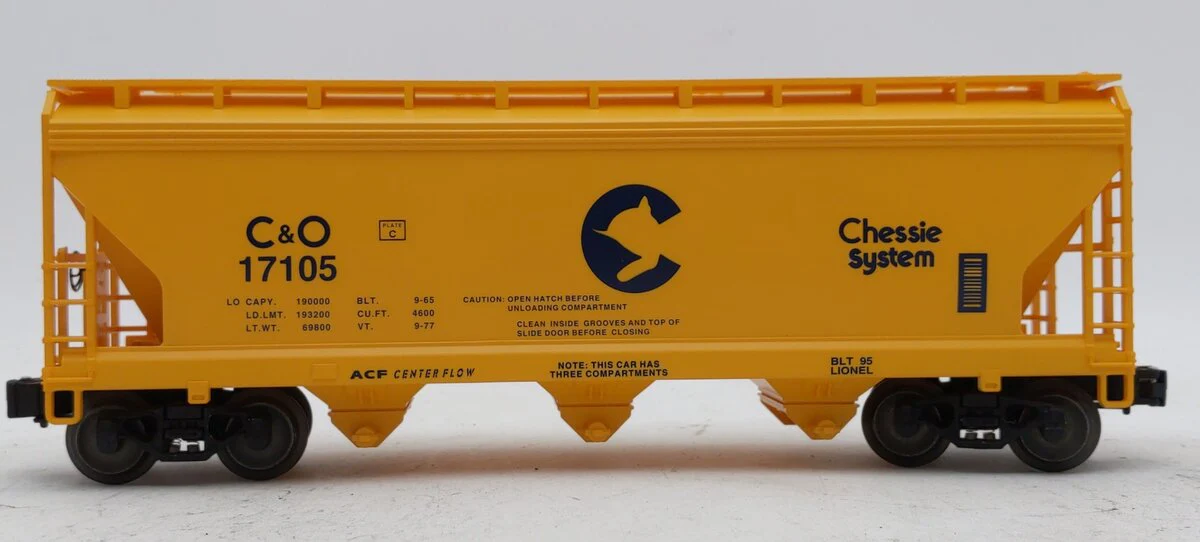 C&O
17105
PLATE
C
LO CAPY. 190000 BLT. 9-65
LD.LMT. 193200 CU.FT. 4600
LT.WT. 69800 VT. 9-77
CAUTION: OPEN HATCH BEFORE
UNLOADING COMPARTMENT
CLEAN INSIDE GROOVES AND TOP OF
SLIDE DOOR BEFORE CLOSING
Chessie
System
ACF CENTER FLOW
NOTE: THIS CAR HAS
THREE COMPARTMENTS
BLT 95
LIONEL